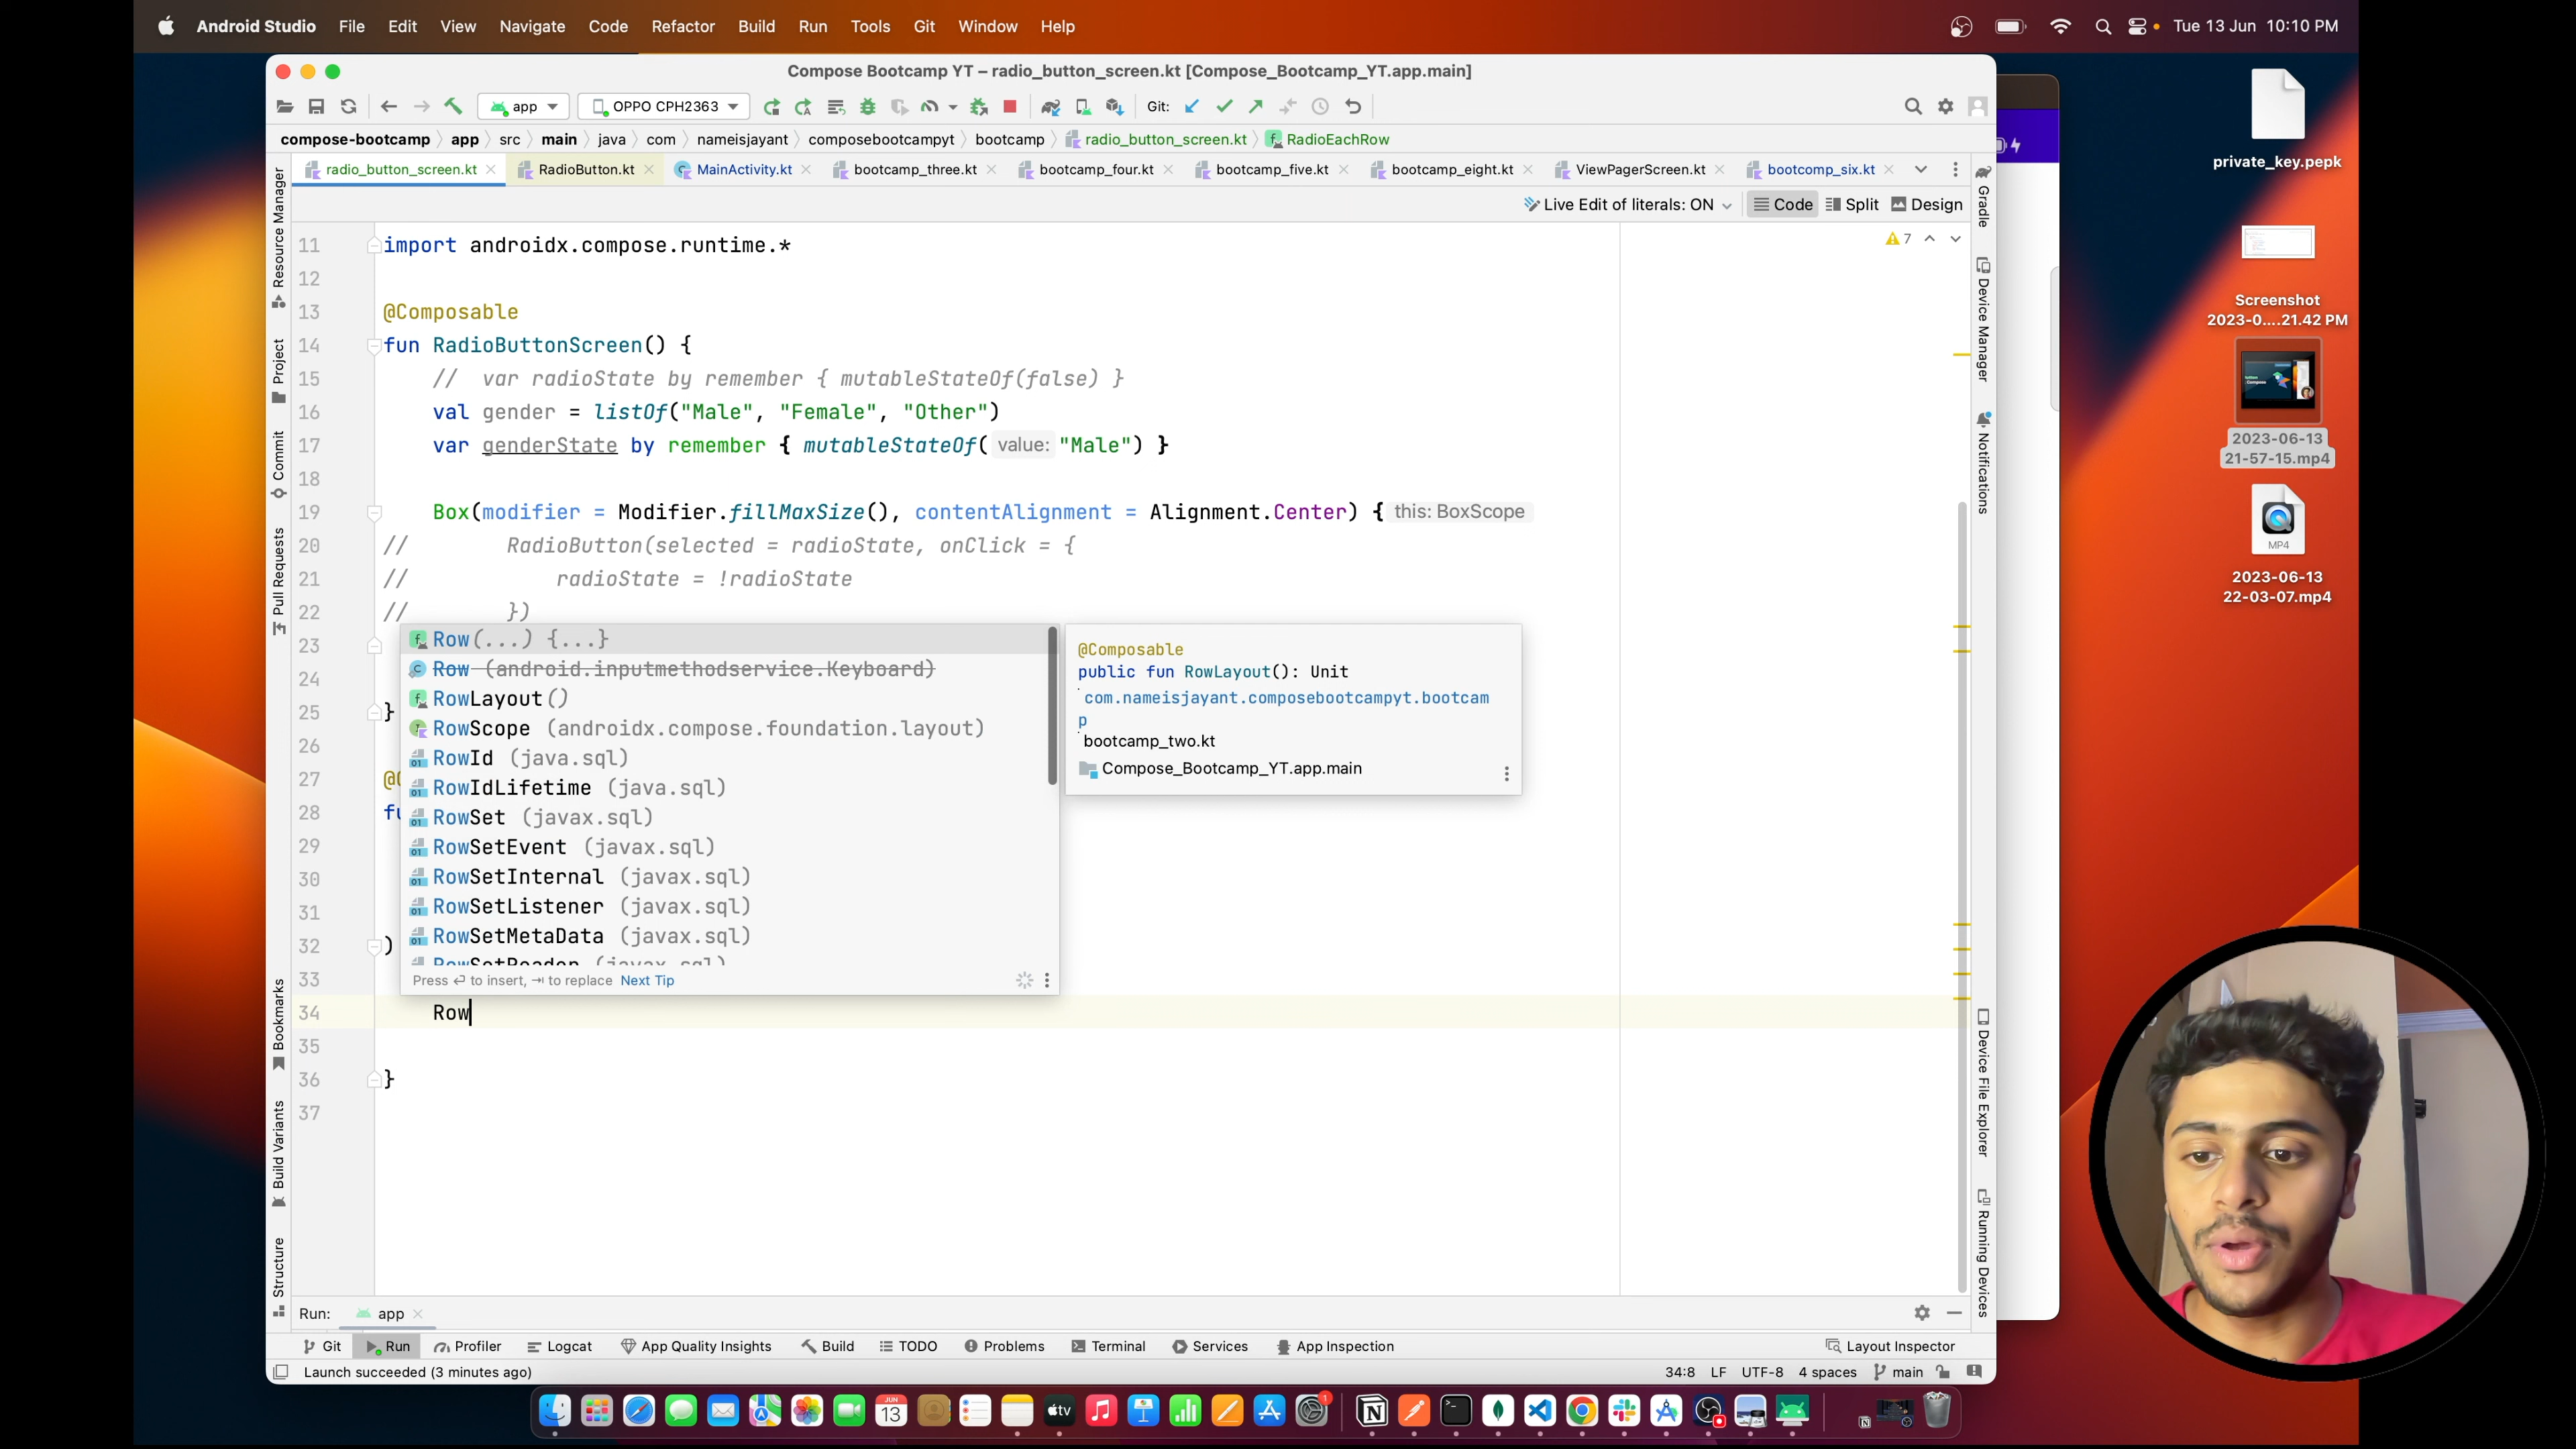 Android Studio File Edit View Navigate Code Refactor Build Run Tools Git Window Help Tue 13 Jun 10:10 PM
Compose Bootcamp YT – radio_button_screen.kt [Compose_Bootcamp_YT.app.main]
app OPPO CPH2363 Git:
compose-bootcamp app src main java com nameisjayant composebootcampyt bootcamp radio_button_screen.kt RadioEachRow
radio_button_screen.kt RadioButton.kt MainActivity.kt bootcamp_three.kt bootcamp_four.kt bootcamp_five.kt bootcamp_eight.kt ViewPagerScreen.kt bootcomp_six.kt
Live Edit of literals: ON Code Split Design
7
11 import androidx.compose.runtime.*
12
13 @Composable
14 fun RadioButtonScreen() {
15 // var radioState by remember { mutableStateOf(false) }
16 val gender = listOf("Male", "Female", "Other")
17 var genderState by remember { mutableStateOf( value: "Male") }
18
19 Box(modifier = Modifier.fillMaxSize(), contentAlignment = Alignment.Center) { this: BoxScope
20 // RadioButton(selected = radioState, onClick = {
21 // radioState = !radioState
22 // })
23
24
25 }
26
27 @
28 fu
29
30
31
32 )
33
34 Row
35
36 }
37
Row(...) {...}
Row (android.inputmethodservice.Keyboard)
RowLayout()
RowScope (androidx.compose.foundation.layout)
RowId (java.sql)
RowIdLifetime (java.sql)
RowSet (javax.sql)
RowSetEvent (javax.sql)
RowSetInternal (javax.sql)
RowSetListener (javax.sql)
RowSetMetaData (javax.sql)
RowSetReader (javax.sql)
Press ↩ to insert, ⇥ to replace Next Tip
@Composable
public fun RowLayout(): Unit
com.nameisjayant.composebootcampyt.bootcam
p
bootcamp_two.kt
Compose_Bootcamp_YT.app.main
Resource Manager
Project
Commit
Pull Requests
Bookmarks
Build Variants
Structure
Gradle
Device Manager
Notifications
Device File Explorer
Running Devices
Run: app
Git Run Profiler Logcat App Quality Insights Build TODO Problems Terminal Services App Inspection Layout Inspector
Launch succeeded (3 minutes ago) 34:8 LF UTF-8 4 spaces main
private_key.pepk
Screenshot
2023-0....21.42 PM
2023-06-13
21-57-15.mp4
MP4
2023-06-13
22-03-07.mp4
JUN
13
tv
1